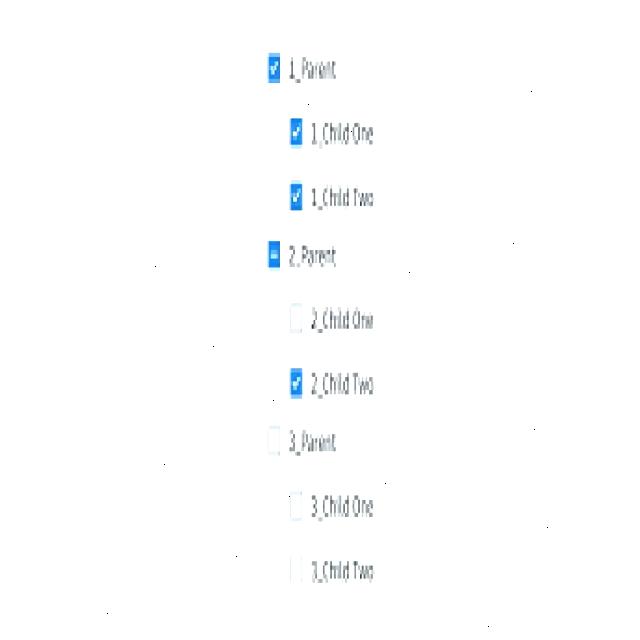 1_Parent
1_Child One
1_Child Two
2_Parent
2_Child One
2_Child Two
3_Parent
3_Child One
3_Child Two